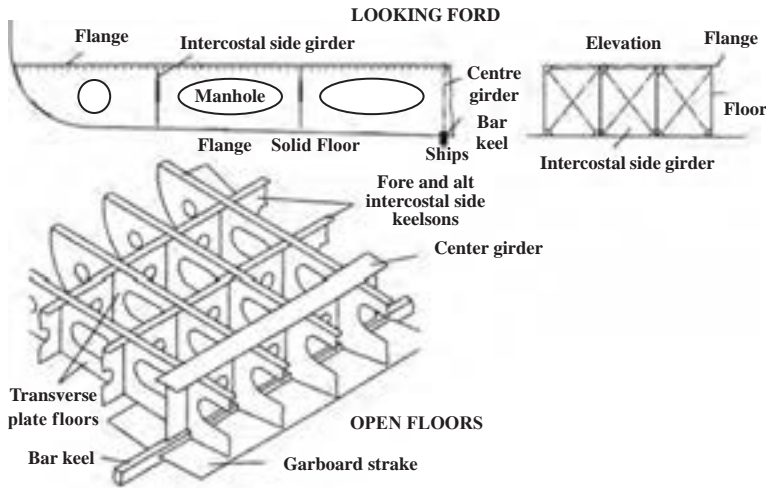 LOOKING FORD
Flange
Intercostal side girder
Manhole
Centre
girder
Bar
keel
Flange
Solid Floor
Ships
Elevation
Flange
Floor
Intercostal side girder
Fore and alt
intercostal side
keelsons
Center girder
Transverse
plate floors
OPEN FLOORS
Bar keel
Garboard strake